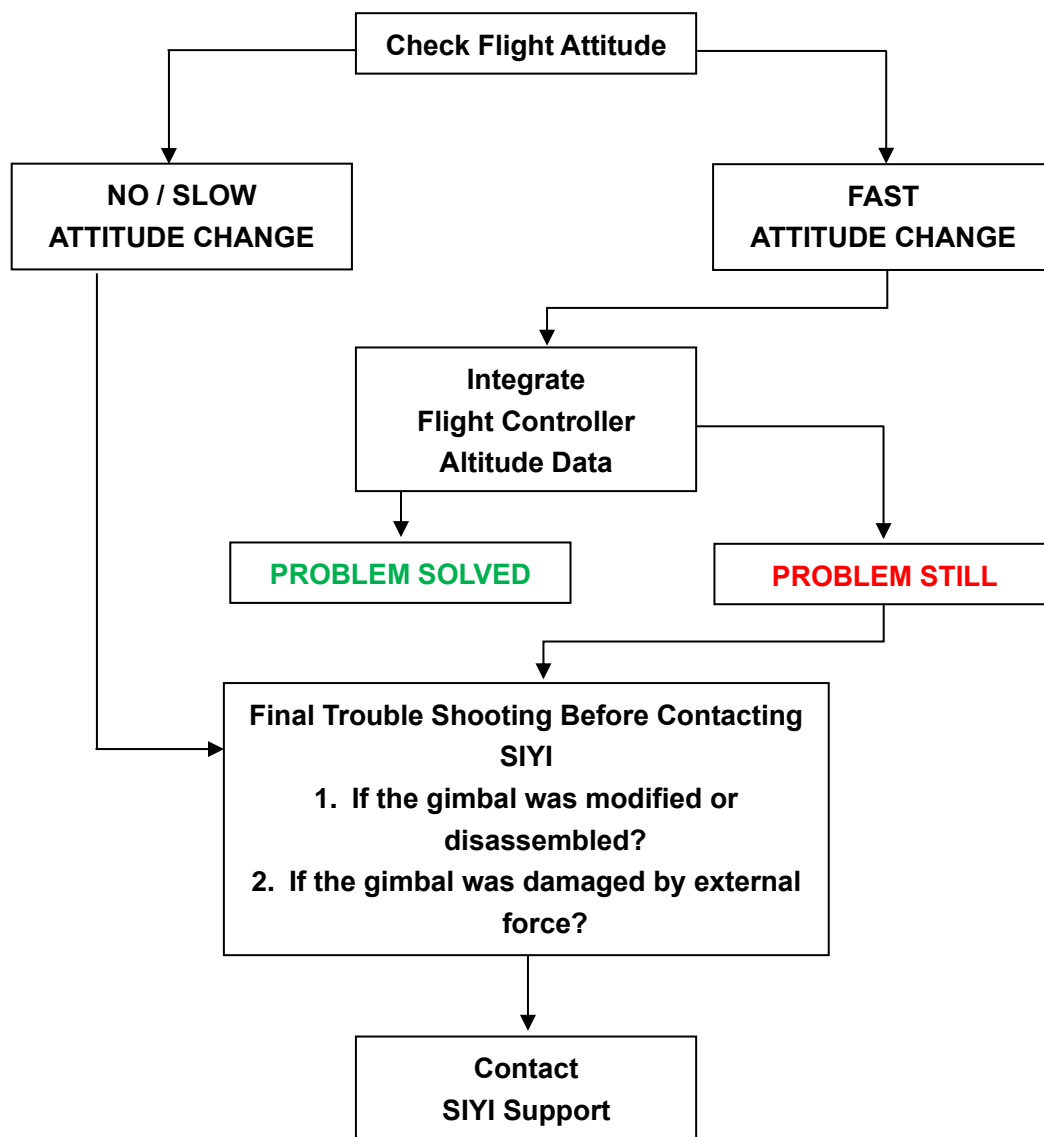 Check Flight Attitude
NO / SLOW
ATTITUDE CHANGE
FAST
ATTITUDE CHANGE
Integrate
Flight Controller
Altitude Data
PROBLEM SOLVED
PROBLEM STILL
Final Trouble Shooting Before Contacting
SIYI
1. If the gimbal was modified or
disassembled?
2. If the gimbal was damaged by external
force?
Contact
SIYI Support